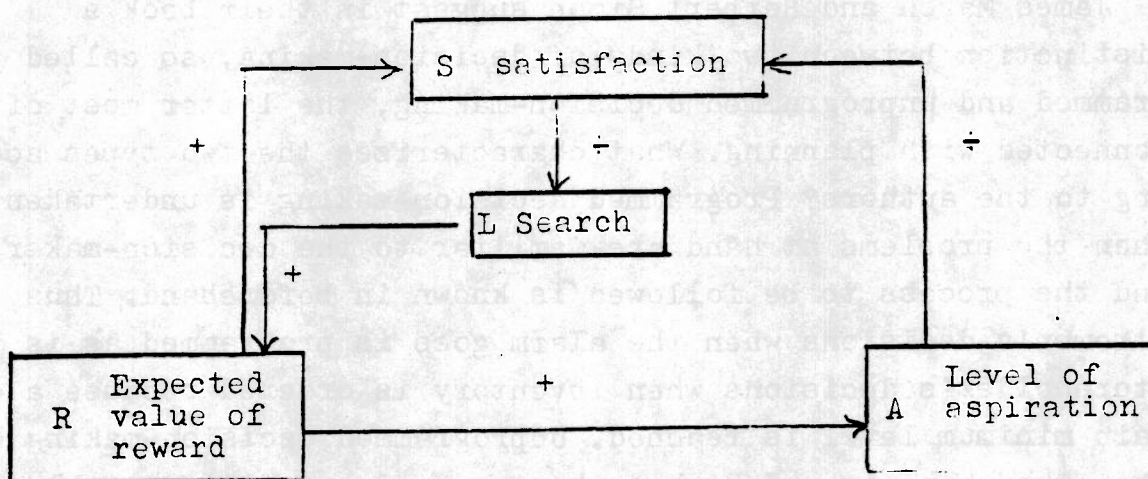 S satisfaction
+
÷
÷
L Search
+
R Expected value of reward
+
A Level of aspiration